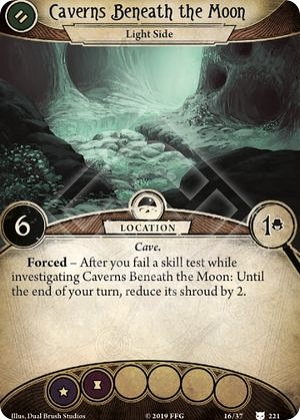 Caverns Beneath the Moon
Light Side
6
LOCATION
1
Cave.
Forced – After you fail a skill test while
investigating Caverns Beneath the Moon: Until
the end of your turn, reduce its shroud by 2.
Illus. Dual Brush Studios © 2019 FFG 16/37 221